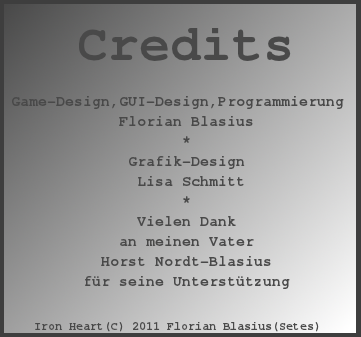 Credits
Game-Design,GUI-Design,Programmierung
Florian Blasius
*
Grafik-Design
Lisa Schmitt
*
Vielen Dank
an meinen Vater
Horst Nordt-Blasius
für seine Unterstützung
Iron Heart(C) 2011 Florian Blasius(Setes)